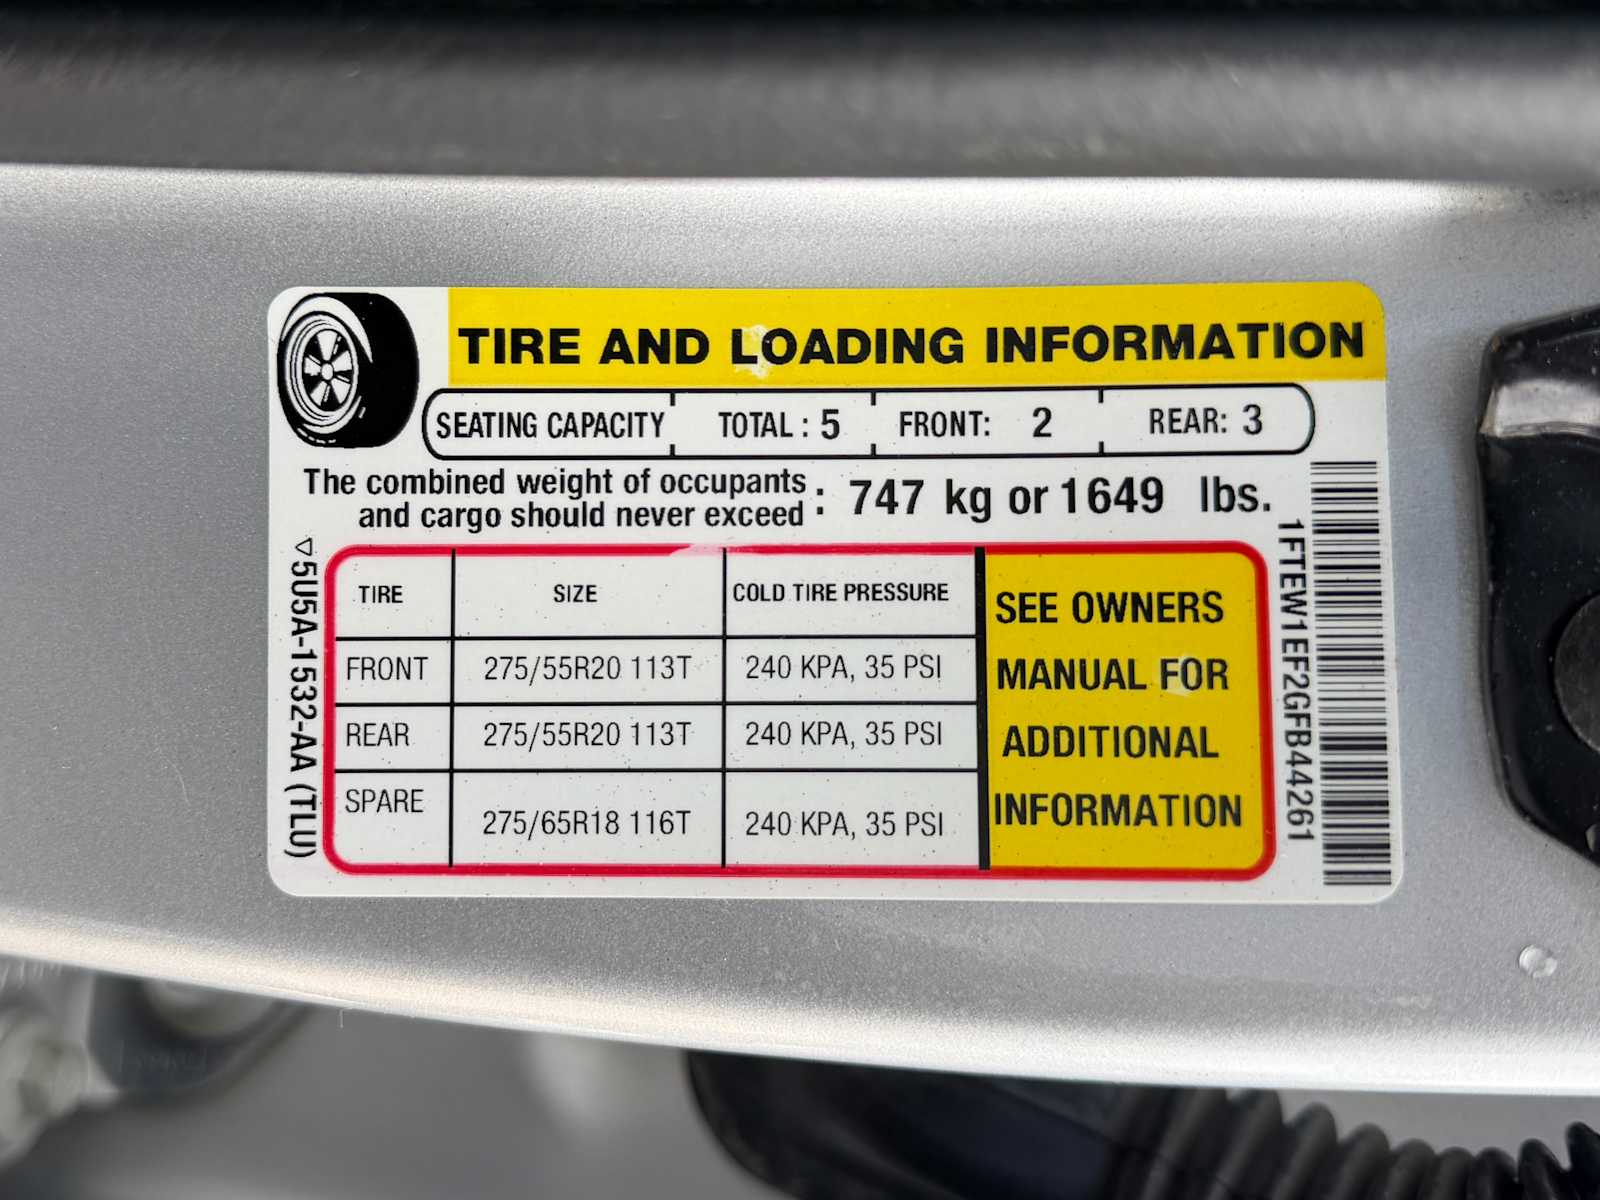 TIRE AND LOADING INFORMATION
SEATING CAPACITY TOTAL : 5 FRONT: 2 REAR: 3
The combined weight of occupants
and cargo should never exceed : 747 kg or 1649 lbs.
TIRE SIZE COLD TIRE PRESSURE
FRONT 275/55R20 113T 240 KPA, 35 PSI
REAR 275/55R20 113T 240 KPA, 35 PSI
SPARE 275/65R18 116T 240 KPA, 35 PSI
SEE OWNERS
MANUAL FOR
ADDITIONAL
INFORMATION
▽5U5A-1532-AA (TLU)
1FTEW1EF2GFB44261